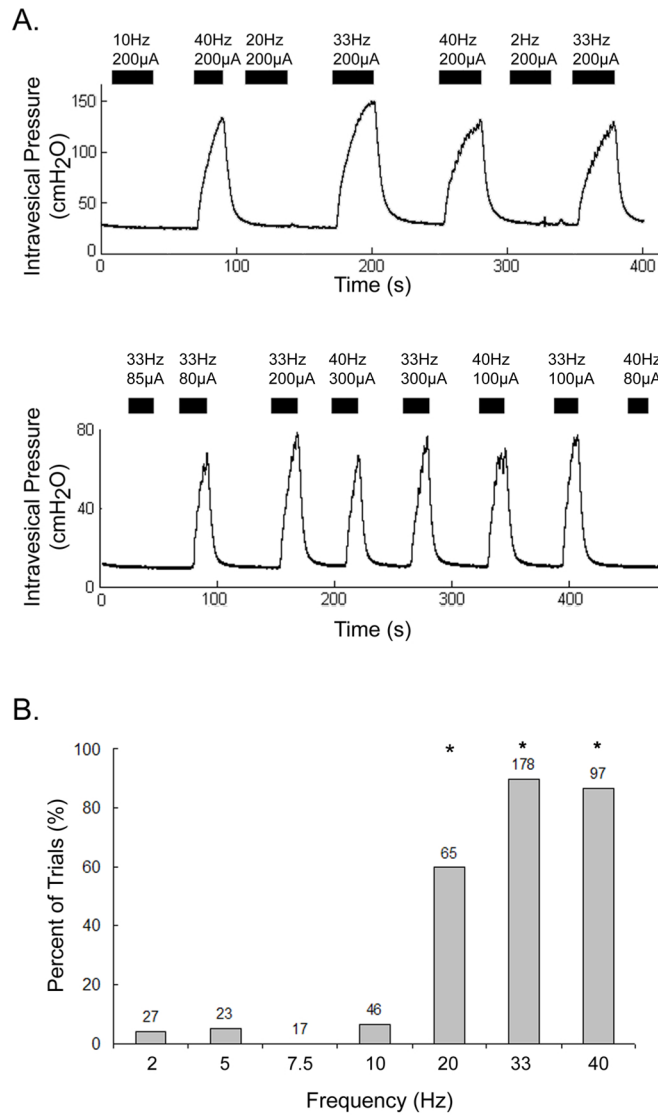 A.
10Hz 40Hz 20Hz 33Hz 40Hz 2Hz 33Hz
200µA 200µA 200µA 200µA 200µA 200µA 200µA
Intravesical Pressure
(cmH2O)
150
100
50
0
0 100 200 300 400
Time (s)
33Hz 33Hz 33Hz 40Hz 33Hz 40Hz 33Hz 40Hz
85µA 80µA 200µA 300µA 300µA 100µA 100µA 80µA
Intravesical Pressure
(cmH2O)
80
40
0
0 100 200 300 400
Time (s)
B.
Percent of Trials (%)
100
80
60
40
20
0
* * *
27 23 17 46 65 178 97
2 5 7.5 10 20 33 40
Frequency (Hz)